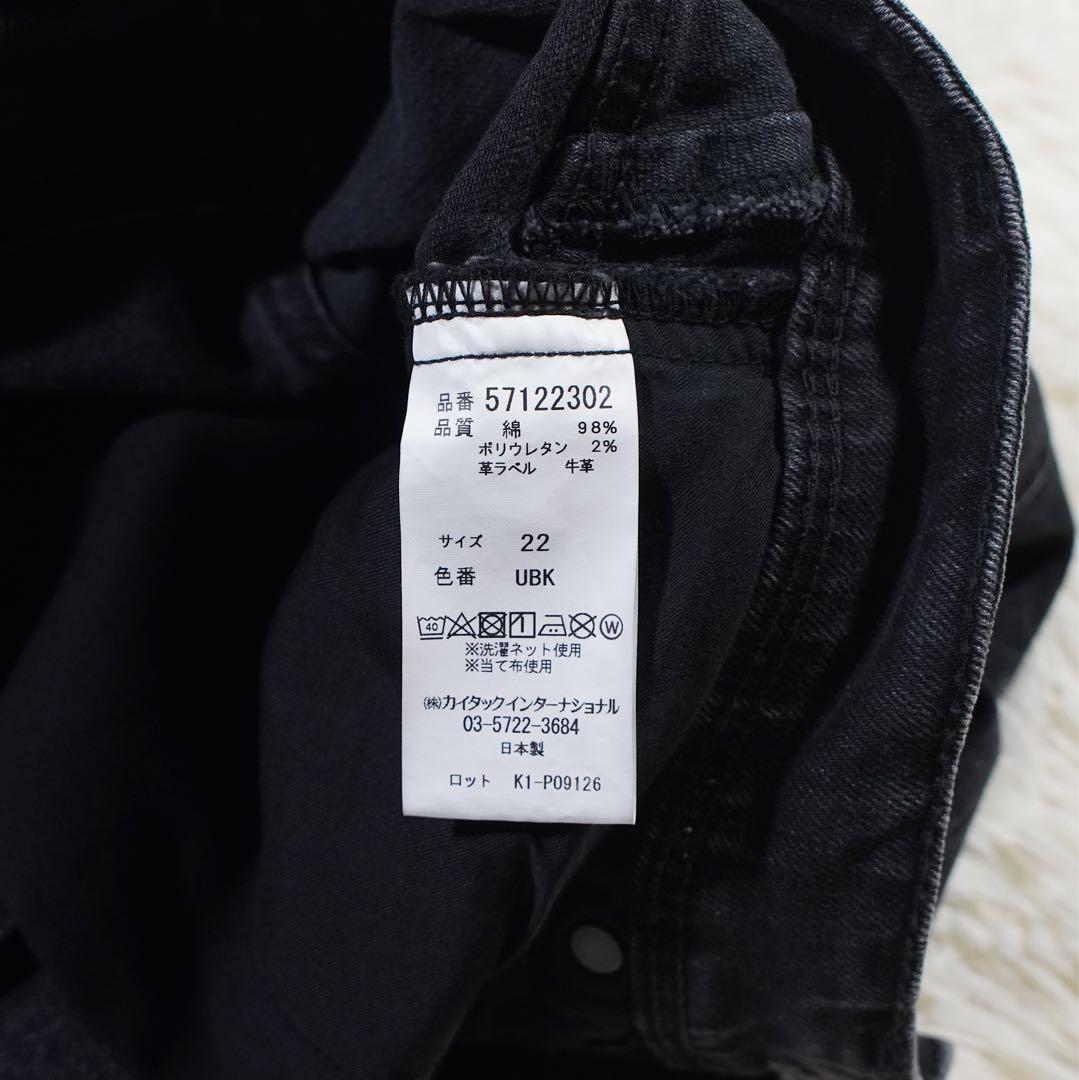 品番 57122302
品質 綿 98%
ポリウレタン 2%
革ラベル 牛革
サイズ 22
色番 UBK
40 W
※洗濯ネット使用
※当て布使用
㈱カイタックインターナショナル
03-5722-3684
日本製
ロット K1-P09126